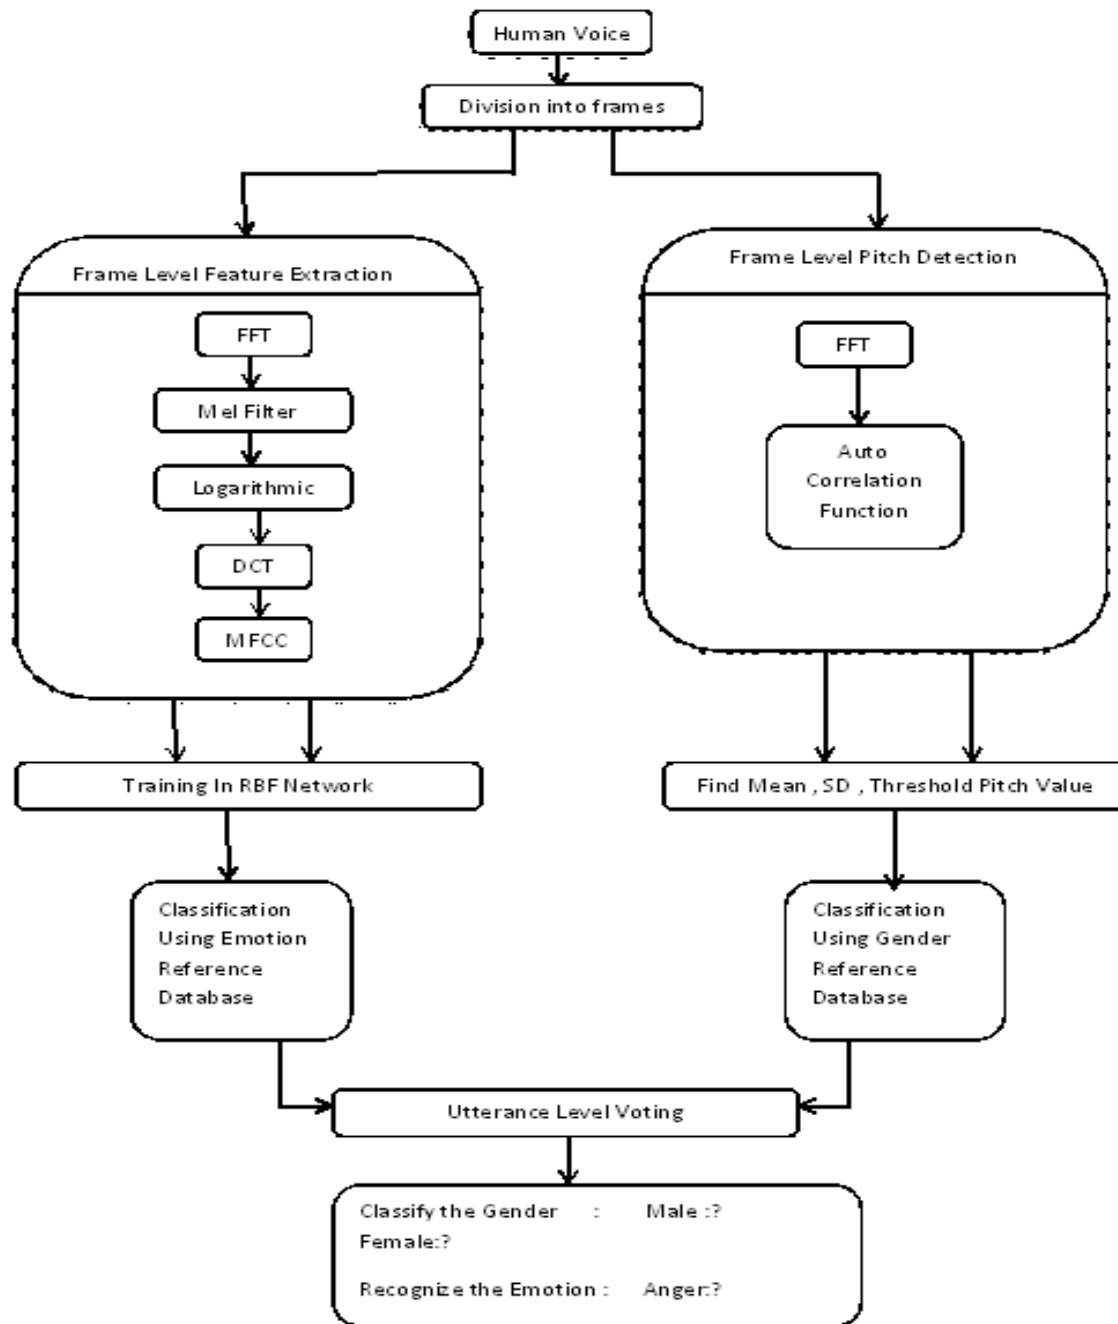 Human Voice
Division into frames
Frame Level Feature Extraction
FFT
Mel Filter
Logarithmic
DCT
MFCC
Training In RBF Network
Classification
Using Emotion
Reference
Database
Frame Level Pitch Detection
FFT
Auto
Correlation
Function
Find Mean , SD , Threshold Pitch Value
Classification
Using Gender
Reference
Database
Utterance Level Voting
Classify the Gender : Male :?
Female:?
Recognize the Emotion : Anger:?